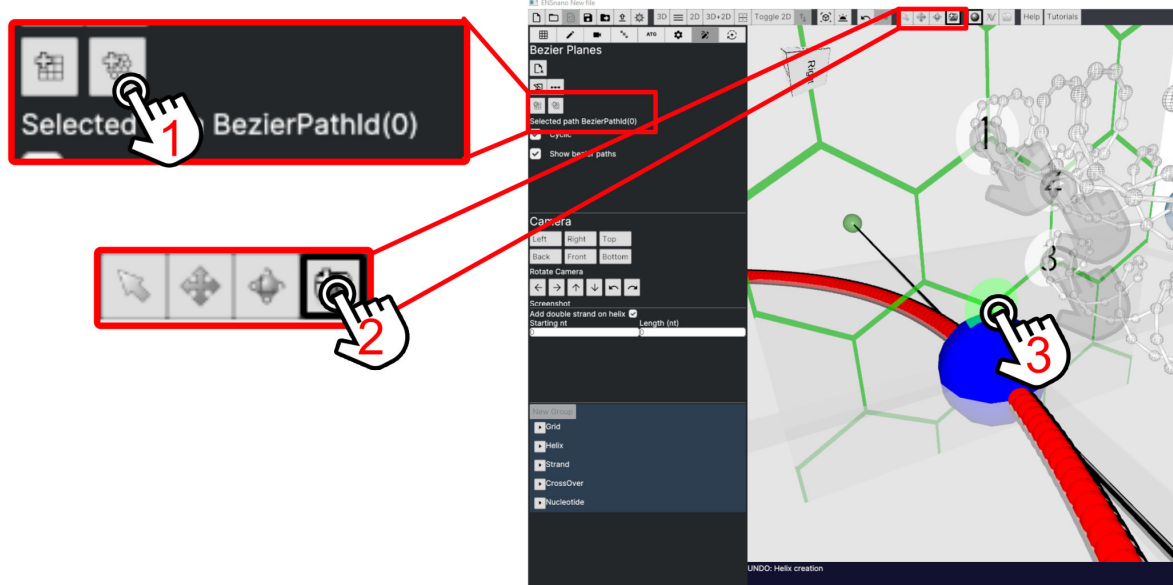 ENSnano New file
3D
2D
3D+2D
Toggle 2D
Help
Tutorials
ATG
Bezier Planes
Selected path BezierPathId(0)
Cyclic
Show bezier paths
Camera
Left
Right
Top
Back
Front
Bottom
Rotate Camera
Screenshot
Add double strand on helix
Starting nt
Length (nt)
0
0
New Group
Grid
Helix
Strand
CrossOver
Nucleotide
UNDO: Helix creation
Right
1
2
3
3
Selected
BezierPathId(0)
1
2